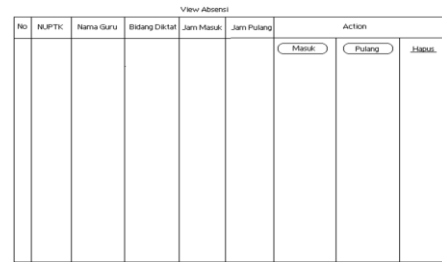 View Absensi
No NUPTK Nama Guru Bidang Diktat Jam Masuk Jam Pulang Action
Masuk Pulang Hapus